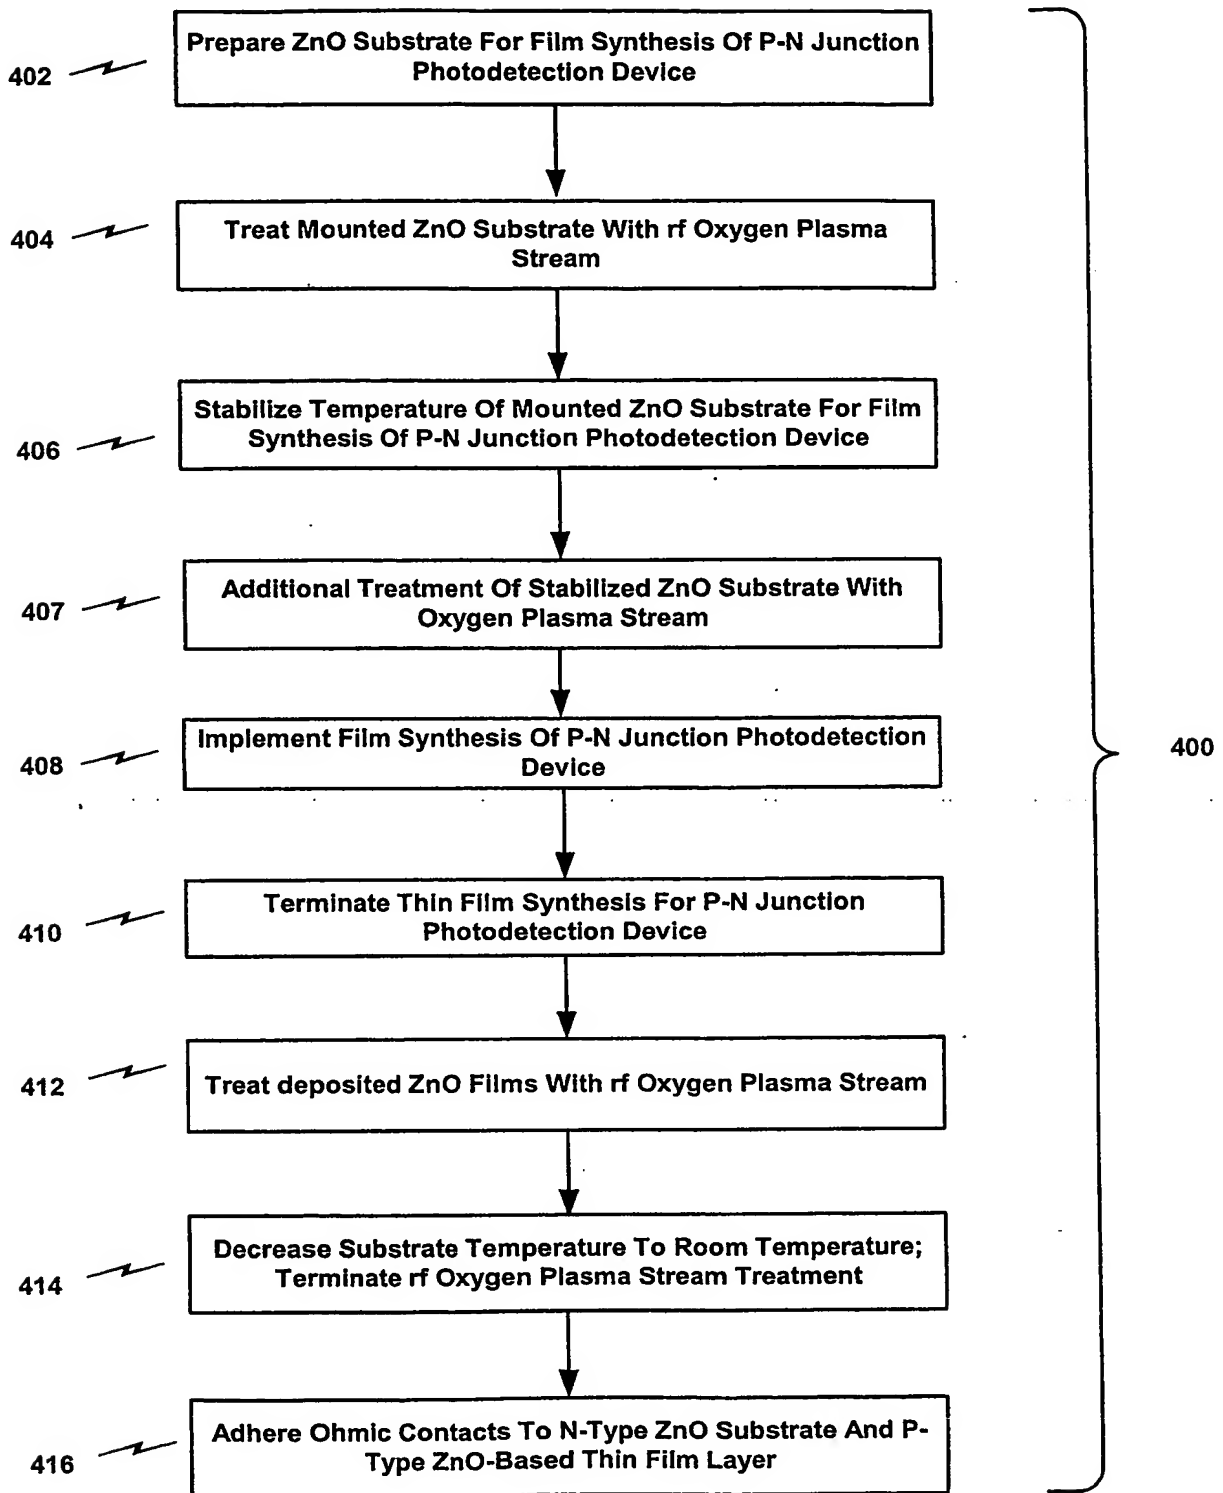 Prepare ZnO Substrate For Film Synthesis Of P-N Junction
Photodetection Device
402
Treat Mounted ZnO Substrate With rf Oxygen Plasma
Stream
404
Stabilize Temperature Of Mounted ZnO Substrate For Film
Synthesis Of P-N Junction Photodetection Device
406
Additional Treatment Of Stabilized ZnO Substrate With
Oxygen Plasma Stream
407
Implement Film Synthesis Of P-N Junction Photodetection
Device
408
400
Terminate Thin Film Synthesis For P-N Junction
Photodetection Device
410
Treat deposited ZnO Films With rf Oxygen Plasma Stream
412
Decrease Substrate Temperature To Room Temperature;
Terminate rf Oxygen Plasma Stream Treatment
414
Adhere Ohmic Contacts To N-Type ZnO Substrate And P-
Type ZnO-Based Thin Film Layer
416